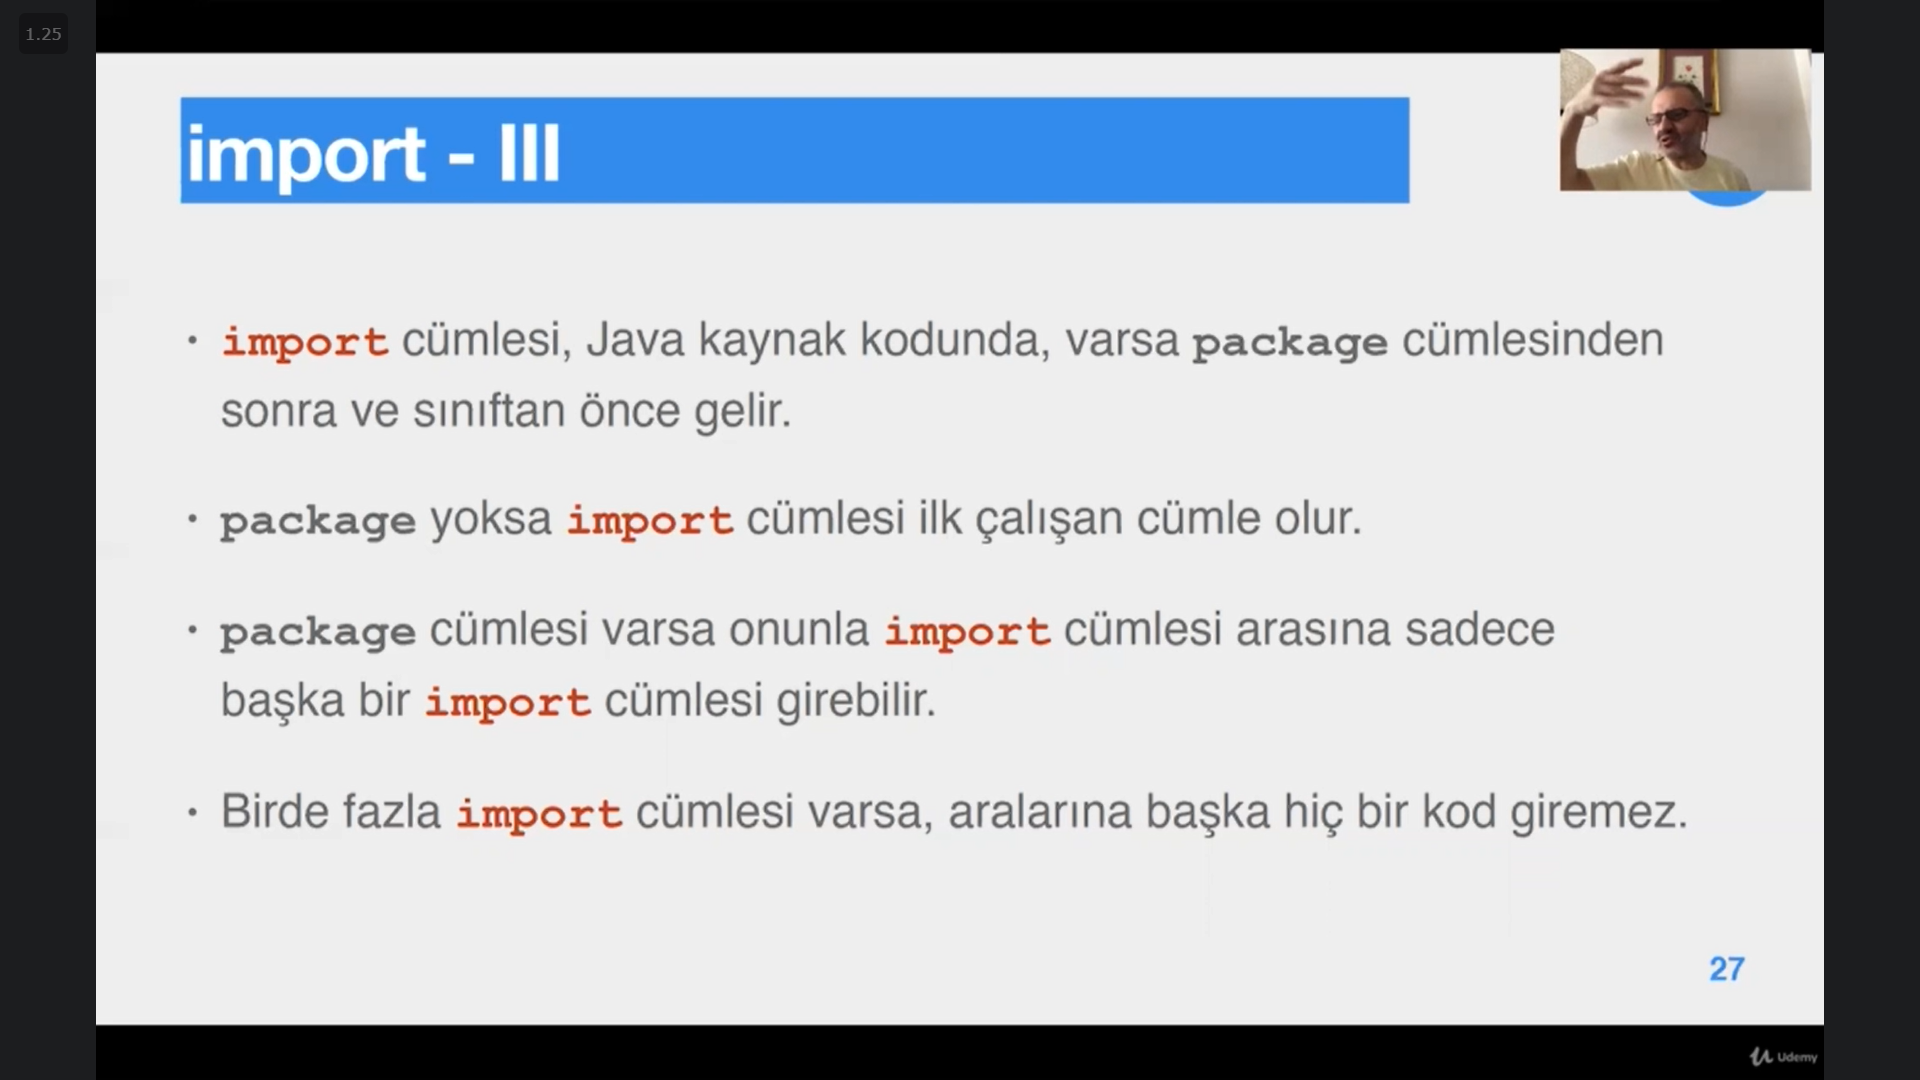 1.25
import - III
• import cümlesi, Java kaynak kodunda, varsa package cümlesinden
sonra ve sınıftan önce gelir.
• package yoksa import cümlesi ilk çalışan cümle olur.
• package cümlesi varsa onunla import cümlesi arasına sadece
başka bir import cümlesi girebilir.
• Birde fazla import cümlesi varsa, aralarına başka hiç bir kod giremez.
27
Udemy